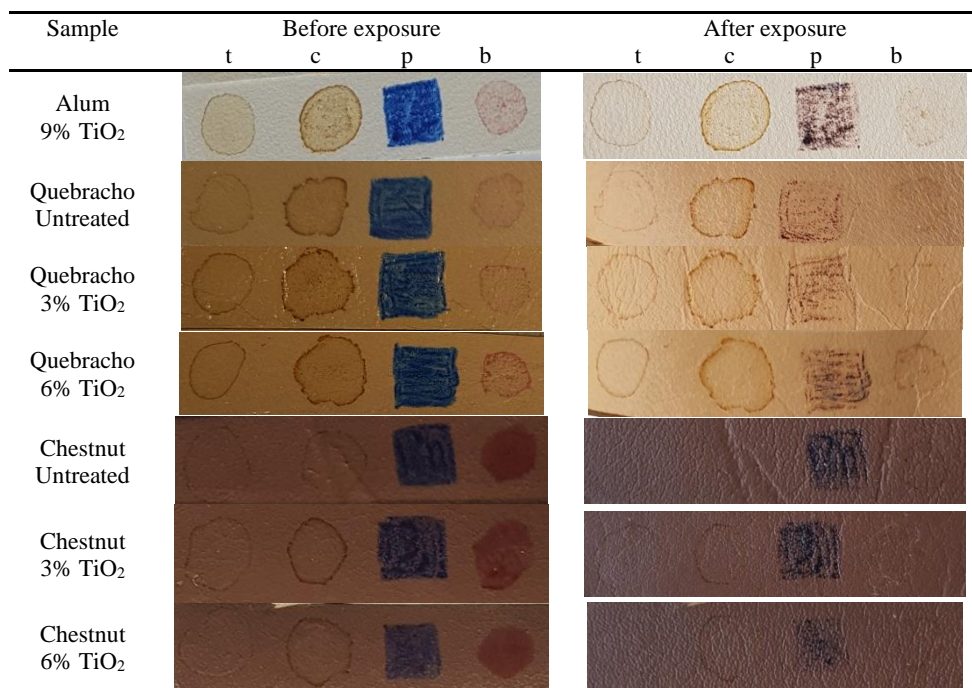 Sample Before exposure After exposure
t c p b t c p b
Alum
9% TiO₂
Quebracho
Untreated
Quebracho
3% TiO₂
Quebracho
6% TiO₂
Chestnut
Untreated
Chestnut
3% TiO₂
Chestnut
6% TiO₂